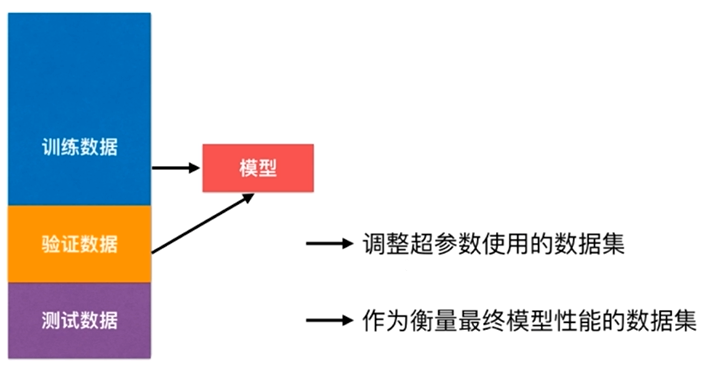 训练数据
模型
验证数据
调整超参数使用的数据集
测试数据
作为衡量最终模型性能的数据集